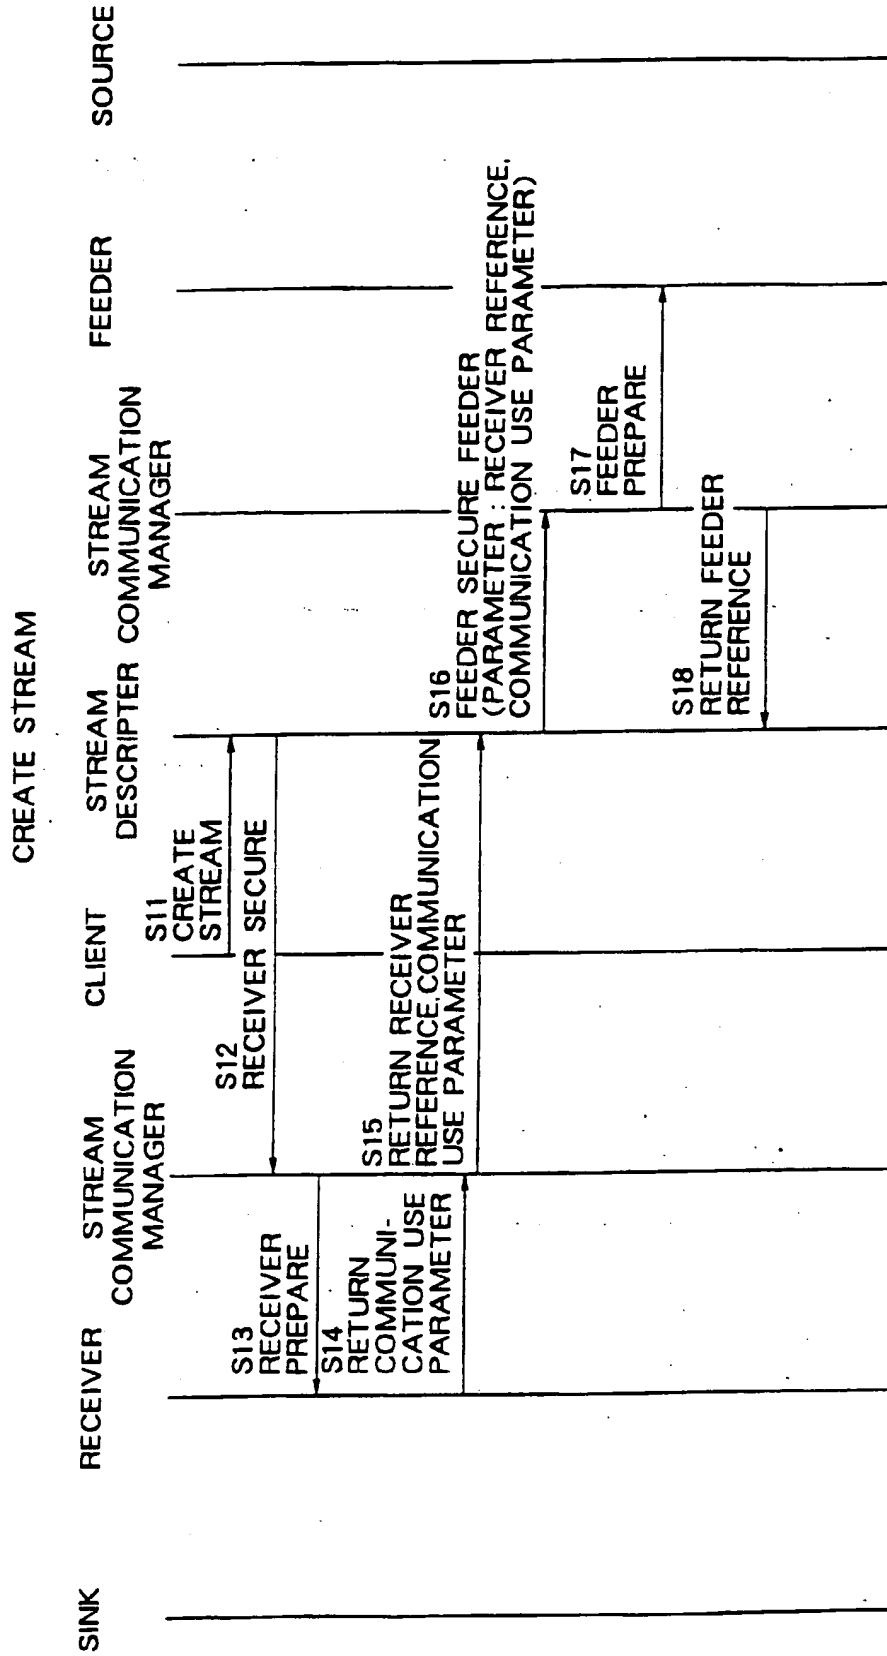 CREATE STREAM
SINK
RECEIVER
STREAM
COMMUNICATION
MANAGER
CLIENT
STREAM
DESCRIPTER
STREAM
COMMUNICATION
MANAGER
FEEDER
SOURCE
S11
CREATE
STREAM
S12
RECEIVER SECURE
S13
RECEIVER
PREPARE
S14
RETURN
COMMUNI-
CATION USE
PARAMETER
S15
RETURN RECEIVER
REFERENCE,COMMUNICATION
USE PARAMETER
S16
FEEDER SECURE FEEDER
(PARAMETER : RECEIVER REFERENCE,
COMMUNICATION USE PARAMETER)
S17
FEEDER
PREPARE
S18
RETURN FEEDER
REFERENCE